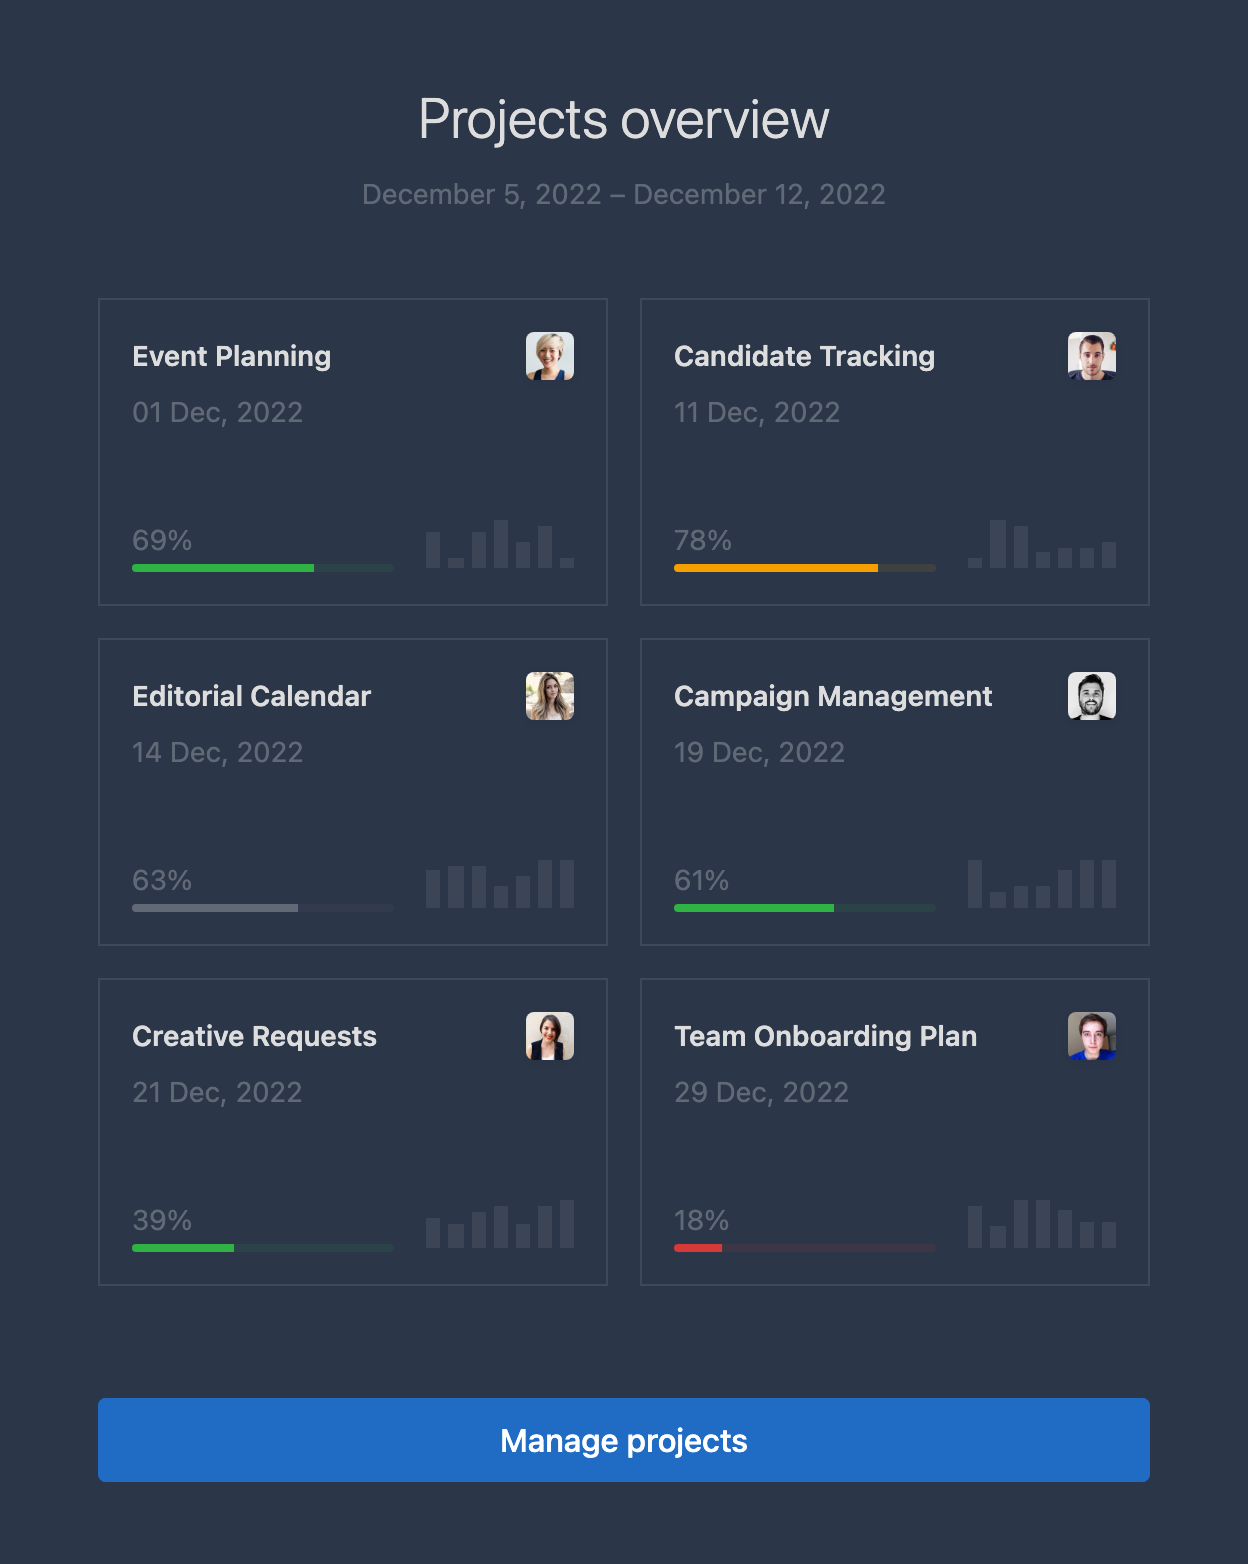 Projects overview
December 5, 2022 – December 12, 2022
Event Planning
01 Dec, 2022
69%
Candidate Tracking
11 Dec, 2022
78%
Editorial Calendar
14 Dec, 2022
63%
Campaign Management
19 Dec, 2022
61%
Creative Requests
21 Dec, 2022
39%
Team Onboarding Plan
29 Dec, 2022
18%
Manage projects